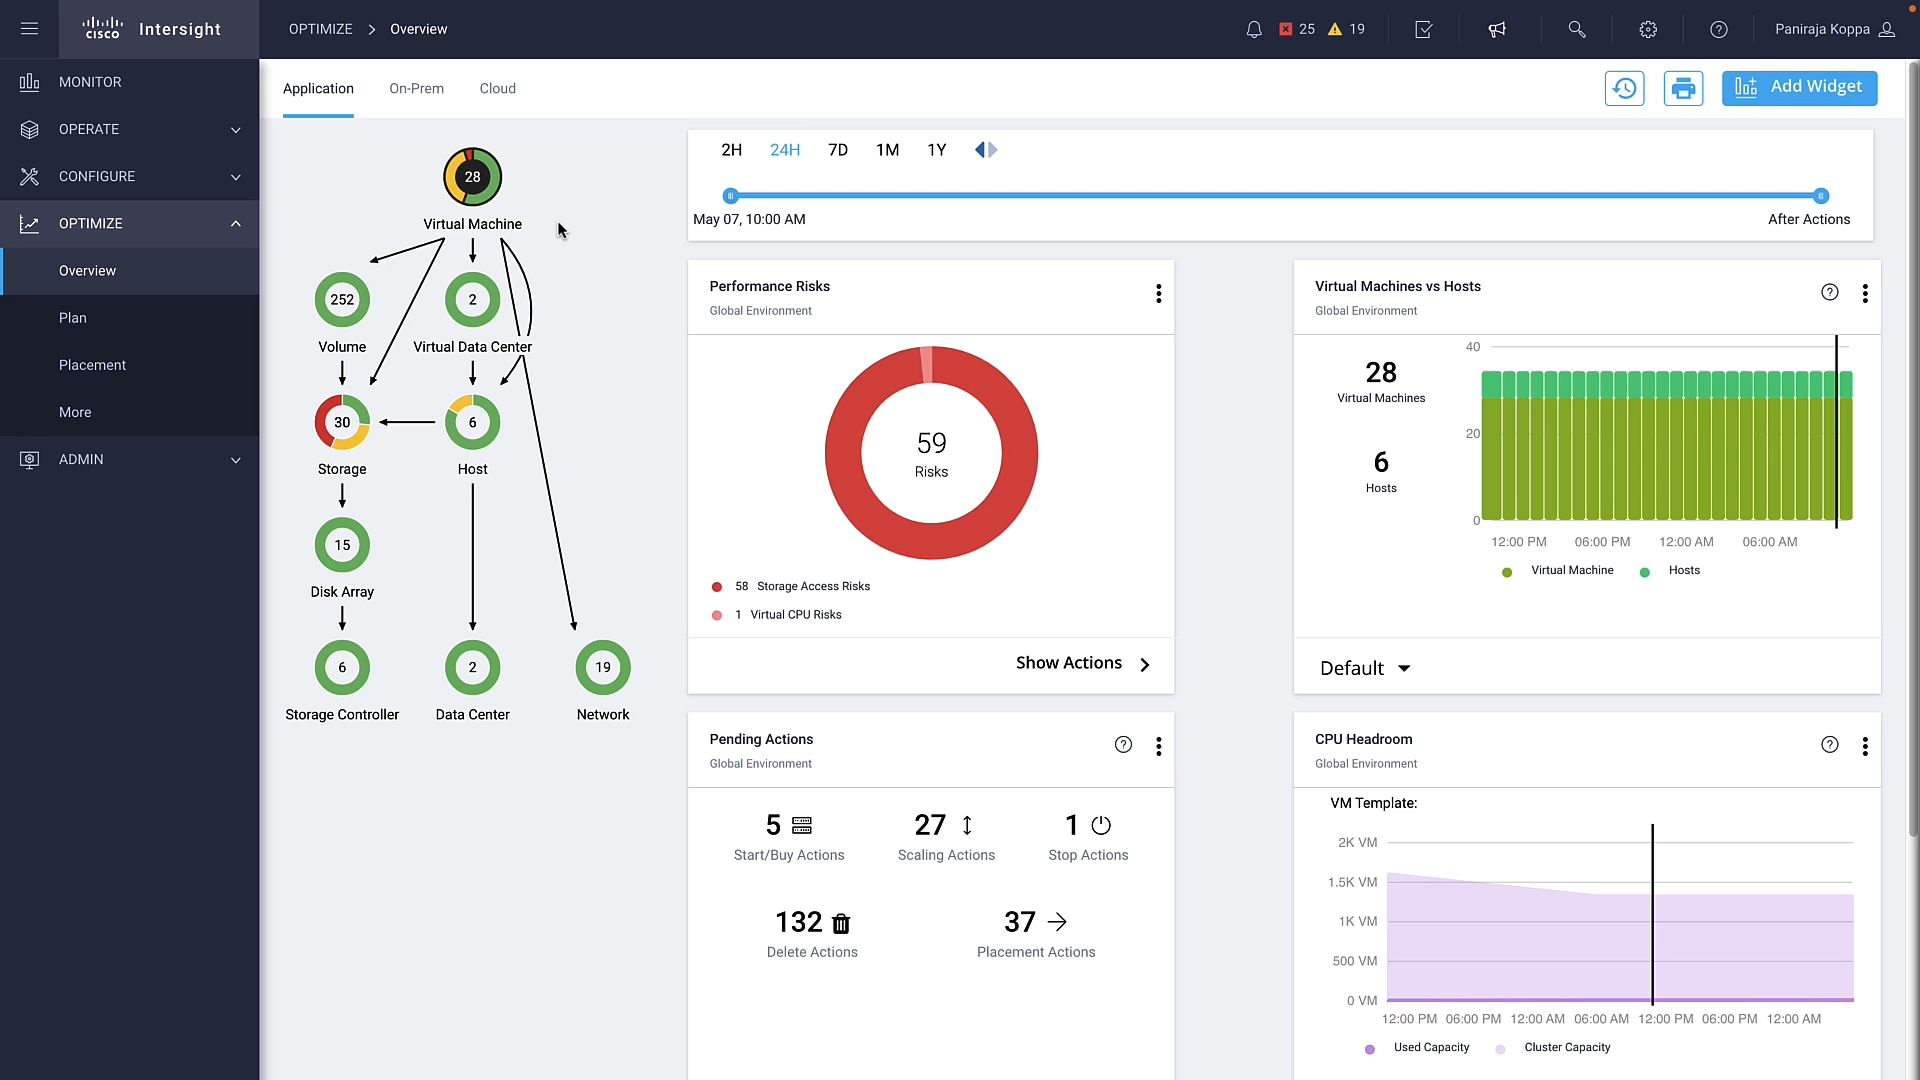 cisco
Intersight
OPTIMIZE > Overview
25
19
Paniraja Koppa
MONITOR
OPERATE
CONFIGURE
OPTIMIZE
Overview
Plan
Placement
More
ADMIN
Application
On-Prem
Cloud
Add Widget
28
Virtual Machine
252
2
Volume
Virtual Data Center
30
6
Storage
Host
15
Disk Array
6
2
19
Storage Controller
Data Center
Network
2H
24H
7D
1M
1Y
May 07, 10:00 AM
After Actions
Performance Risks
Global Environment
59
Risks
58 Storage Access Risks
1 Virtual CPU Risks
Show Actions
Virtual Machines vs Hosts
Global Environment
28
Virtual Machines
6
Hosts
40
20
0
12:00 PM 06:00 PM 12:00 AM 06:00 AM
Virtual Machine Hosts
Default
Pending Actions
Global Environment
5
Start/Buy Actions
27
Scaling Actions
1
Stop Actions
132
Delete Actions
37
Placement Actions
CPU Headroom
Global Environment
VM Template:
2K VM
1.5K VM
1K VM
500 VM
0 VM
12:00 PM 06:00 PM 12:00 AM 06:00 AM 12:00 PM 06:00 PM 12:00 AM
Used Capacity Cluster Capacity